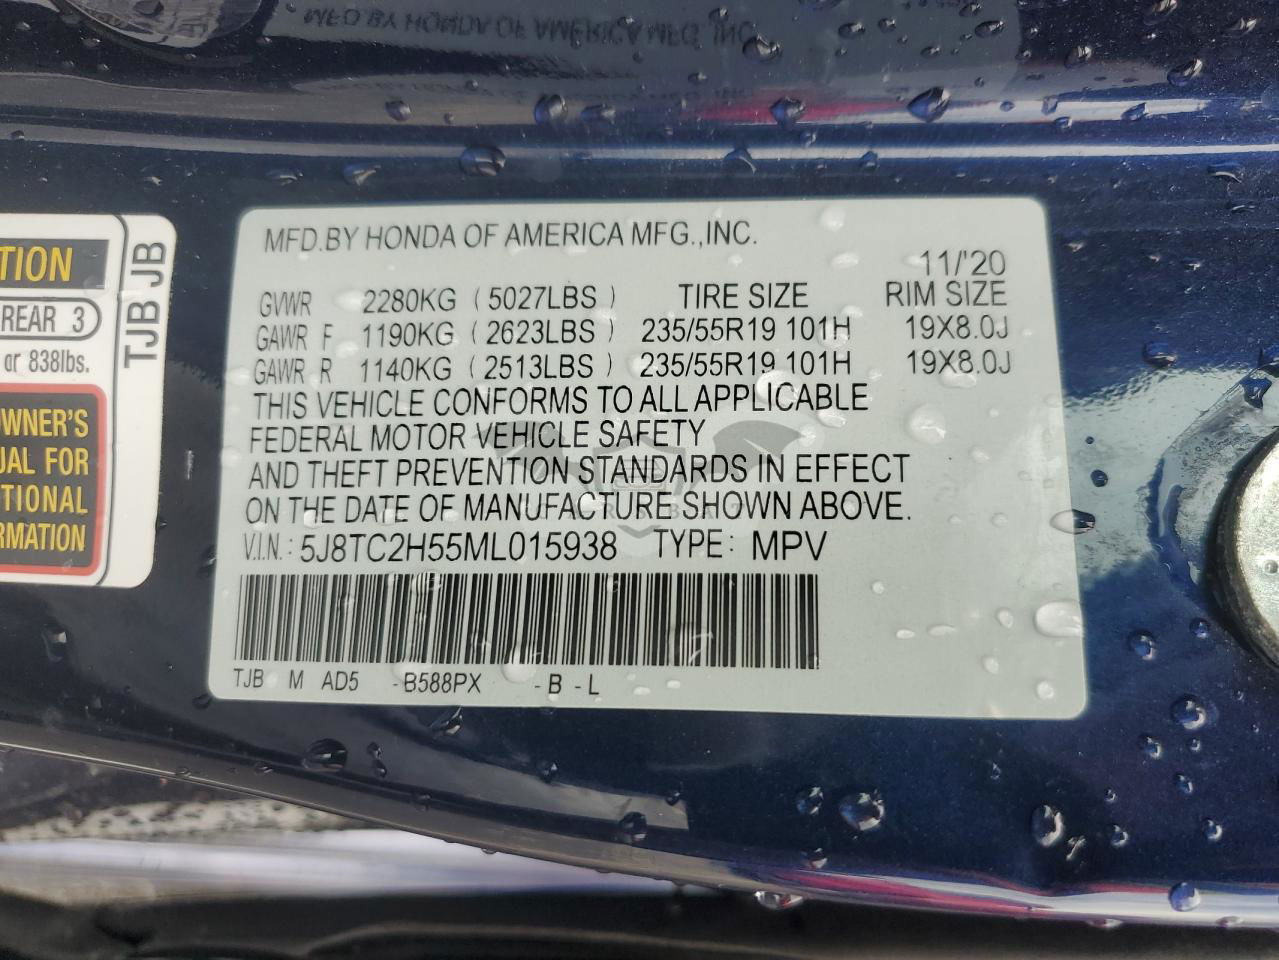 MFD.BY HONDA OF AMERICA MFG.,INC.
11/'20
GVWR 2280KG ( 5027LBS ) TIRE SIZE RIM SIZE
GAWR F 1190KG ( 2623LBS ) 235/55R19 101H 19X8.0J
GAWR R 1140KG ( 2513LBS ) 235/55R19 101H 19X8.0J
THIS VEHICLE CONFORMS TO ALL APPLICABLE
FEDERAL MOTOR VEHICLE SAFETY
AND THEFT PREVENTION STANDARDS IN EFFECT
ON THE DATE OF MANUFACTURE SHOWN ABOVE.
V.I.N.: 5J8TC2H55ML015938 TYPE: MPV
TJB M AD5 -B588PX -B -L
TION
REAR 3
or 838lbs.
OWNER'S
UAL FOR
ITIONAL
RMATION
TJB JB